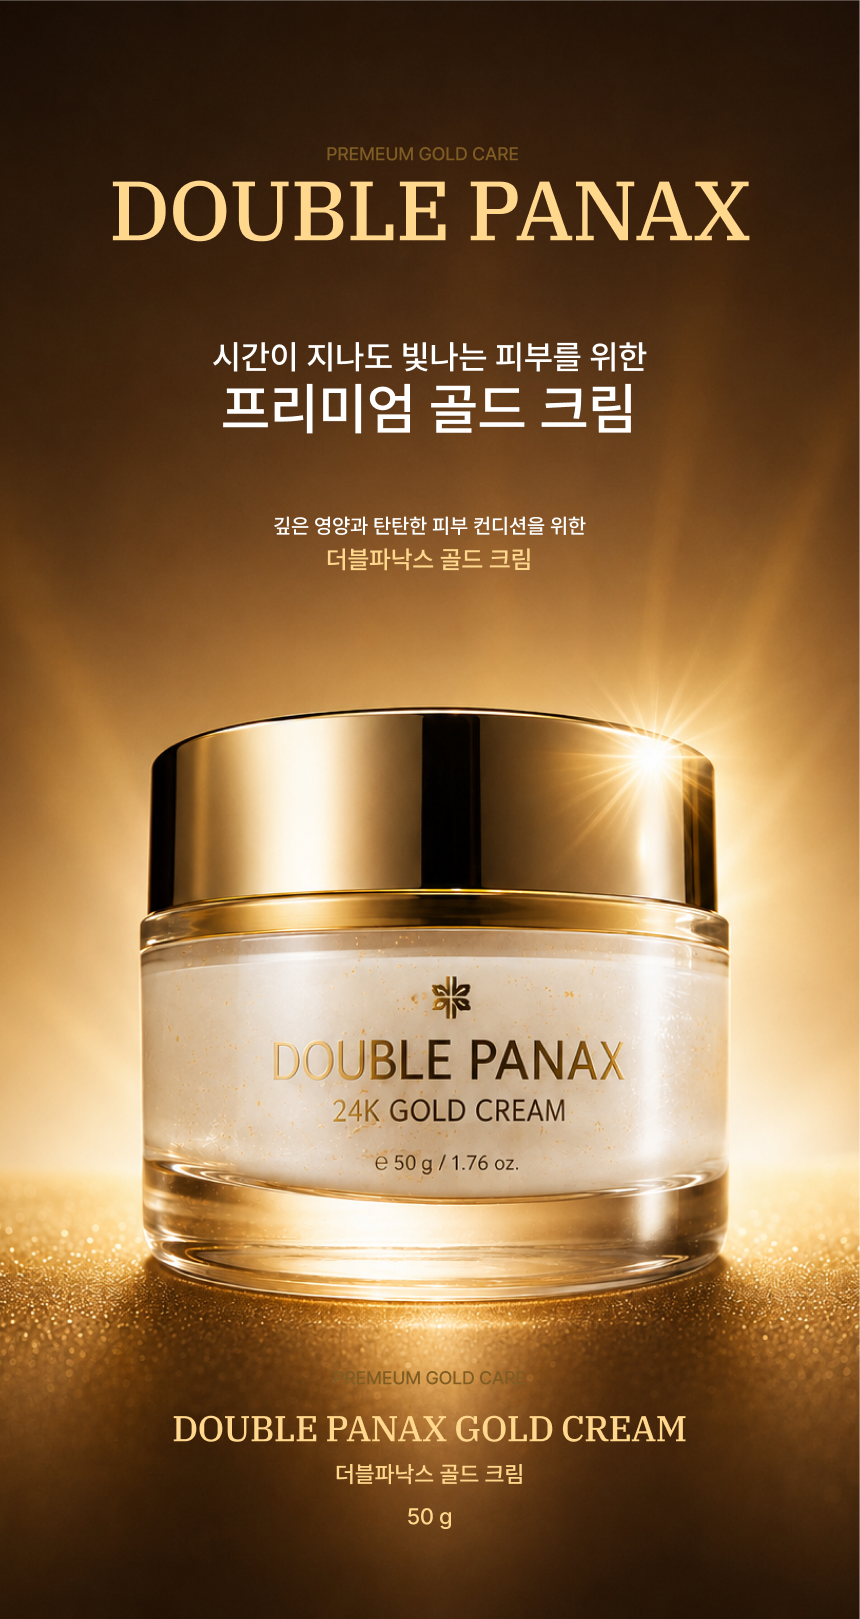 PREMEUM GOLD CARE
DOUBLE PANAX
시간이 지나도 빛나는 피부를 위한
프리미엄 골드 크림
깊은 영양과 탄탄한 피부 컨디션을 위한
더블파낙스 골드 크림
DOUBLE PANAX
24K GOLD CREAM
℮ 50 g / 1.76 oz.
PREMEUM GOLD CARE
DOUBLE PANAX GOLD CREAM
더블파낙스 골드 크림
50 g